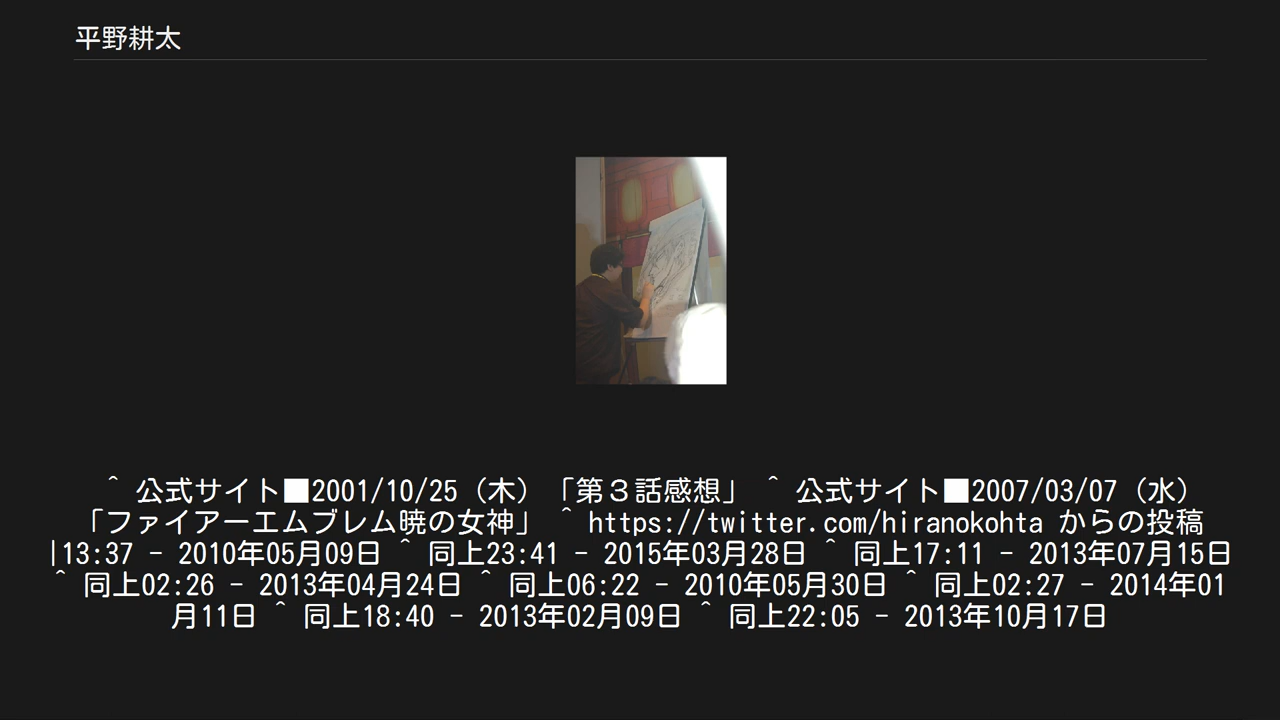 平野耕太
^ 公式サイト■2001/10/25（木）「第３話感想」 ^ 公式サイト■2007/03/07（水）
「ファイアーエムブレム暁の女神」 ^ https://twitter.com/hiranokohta からの投稿
|13:37 - 2010年05月09日 ^ 同上23:41 - 2015年03月28日 ^ 同上17:11 - 2013年07月15日
^ 同上02:26 - 2013年04月24日 ^ 同上06:22 - 2010年05月30日 ^ 同上02:27 - 2014年01
月11日 ^ 同上18:40 - 2013年02月09日 ^ 同上22:05 - 2013年10月17日